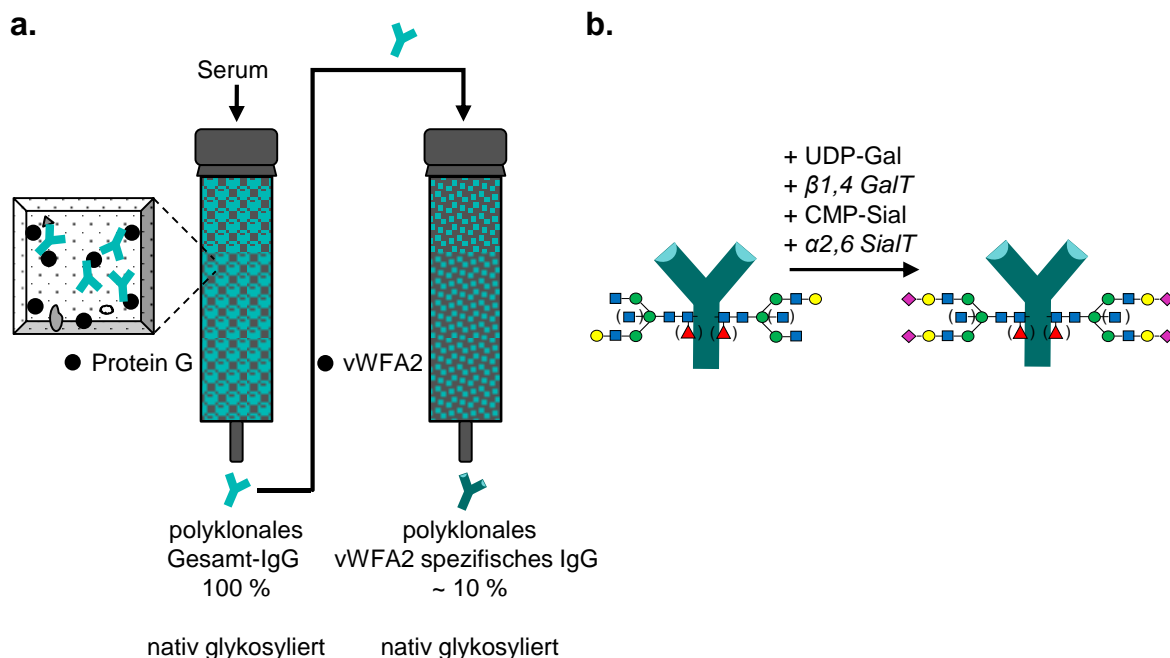 a.
Serum
Protein G
vWFA2
polyklonales
Gesamt-IgG
100 %
nativ glykosyliert
polyklonales
vWFA2 spezifisches IgG
~ 10 %
nativ glykosyliert
b.
+ UDP-Gal
+ β1,4 GalT
+ CMP-Sial
+ α2,6 SialT
( )
( )
( )
( )
( )
( )
( )
( )